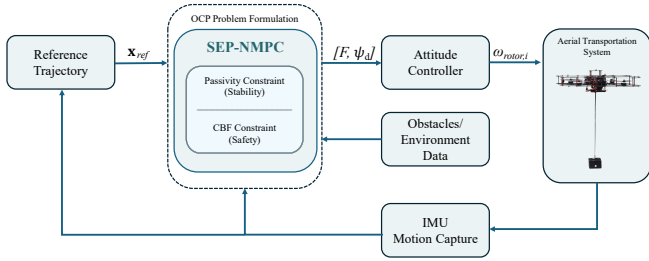 OCP Problem Formulation
SEP-NMPC
Passivity Constraint
(Stability)
CBF Constraint
(Safety)
Reference
Trajectory
𝐱_ref
[F, ψ_d]
Attitude
Controller
ω_rotor,i
Aerial Transportation
System
Obstacles/
Environment
Data
IMU
Motion Capture